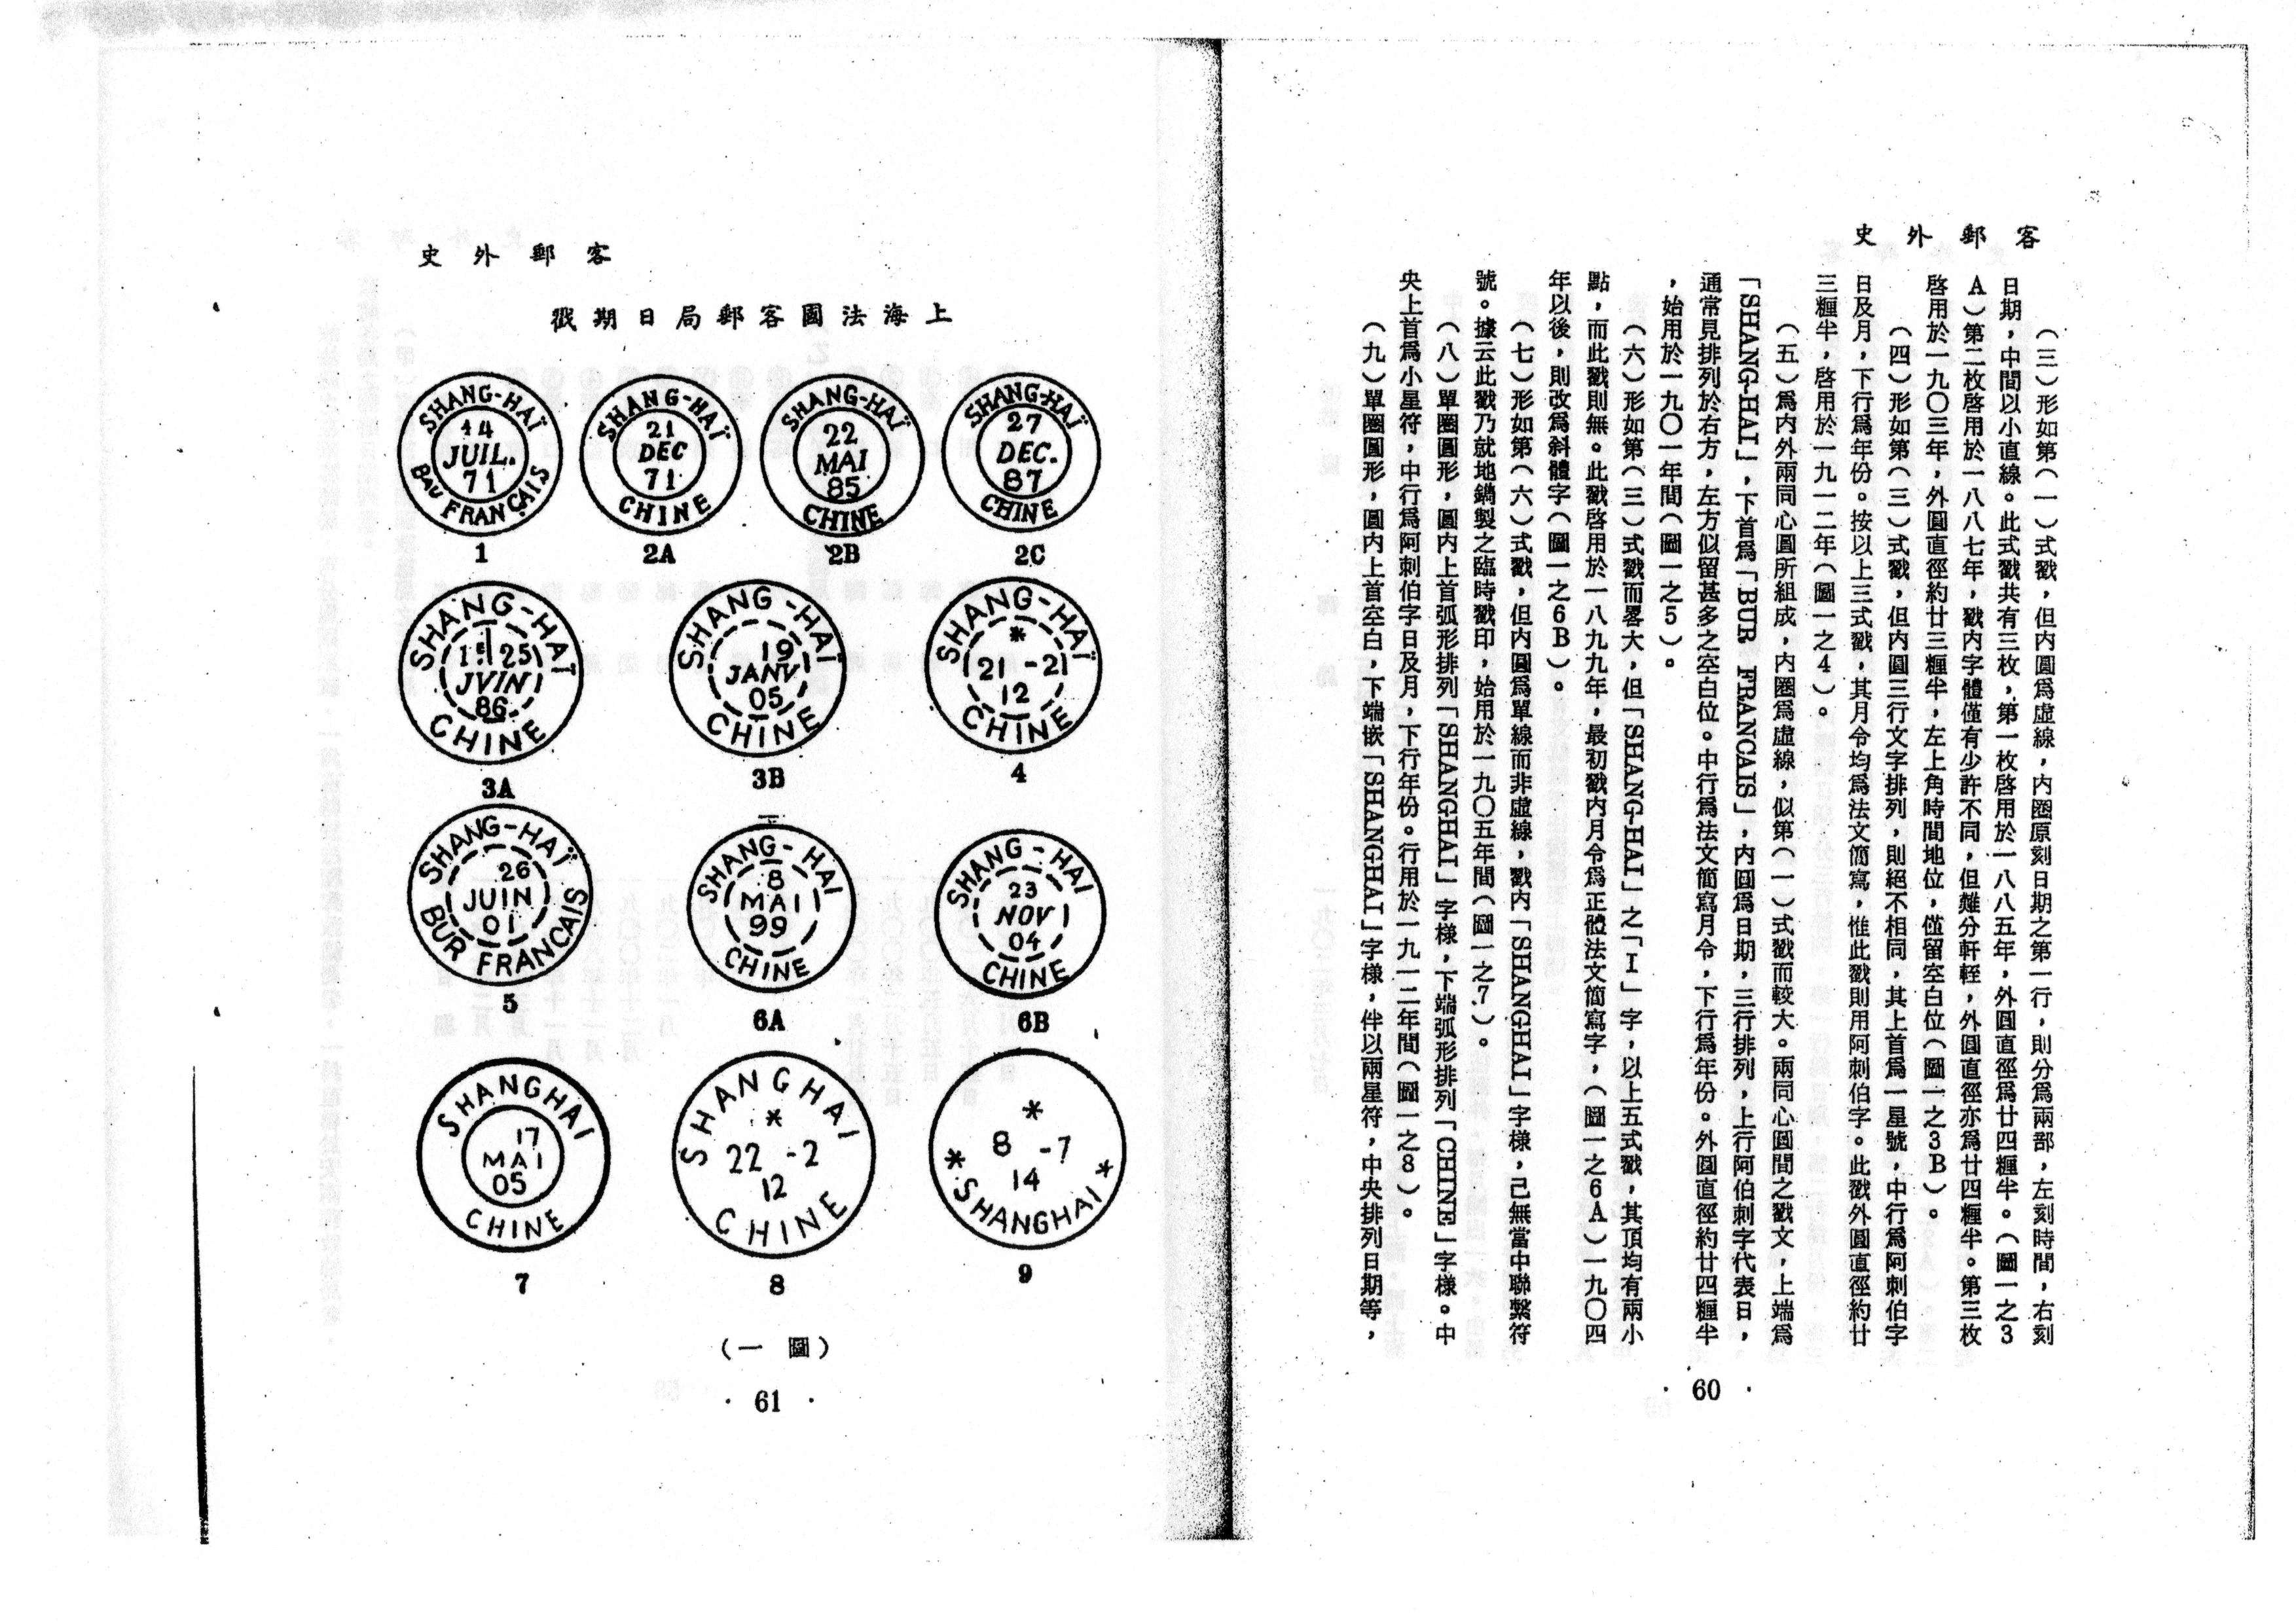 客郵外史
（三）形如第（一）式戳，但內圓爲虛線，內圈原刻日期之第一行，則分爲兩部，左刻時間，右刻
日期，中間以小直線。此式戳共有三枚，第一枚啓用於一八八五年，外圓直徑爲廿四糎半。（圖一之3
A）第二枚啓用於一八八七年，戳內字體僅有少許不同，但難分軒輊，外圓直徑亦爲廿四糎半。第三枚
啓用於一九〇三年，外圓直徑約廿三糎半，左上角時間地位，僅留空白位（圖一之3B）。
（四）形如第（三）式戳，但內圓三行文字排列，則絕不相同，其上首爲一星號，中行爲阿剌伯字
日及月，下行爲年份。按以上三式戳，其月令均爲法文簡寫，惟此戳則用阿剌伯字。此戳外圓直徑約廿
三糎半，啓用於一九一二年（圖一之4）。
（五）爲內外兩同心圓所組成，內圈爲虛線，似第（一）式戳而較大。兩同心圓間之戳文，上端爲
「SHANG-HAI」，下首爲「BUR FRANCAIS」，內圓爲日期，三行排列，上行阿伯剌字代表日，
通常見排列於右方，左方似留甚多之空白位。中行爲法文簡寫月令，下行爲年份。外圓直徑約廿四糎半
，始用於一九〇一年間（圖一之5）。
（六）形如第（三）式戳而畧大，但「SHANG-HAI」之「I」字，以上五式戳，其頂均有兩小
點，而此戳則無。此戳啓用於一八九九年，最初戳內月令爲正體法文簡寫字，（圖一之6A）一九〇四
年以後，則改爲斜體字（圖一之6B）。
（七）形如第（六）式戳，但內圓爲單線而非虛線，戳內「SHANGHAI」字樣，已無當中聯繫符
號。據云此戳乃就地鐫製之臨時戳印，始用於一九〇五年間（圖一之7）。
（八）單圈圓形，圓內上首弧形排列「SHANGHAI」字樣，下端弧形排列「CHINE」字樣。中
央上首爲小星符，中行爲阿剌伯字日及月，下行年份。行用於一九一二年間（圖一之8）。
（九）單圈圓形，圓內上首空白，下端嵌「SHANGHAI」字樣，伴以兩星符，中央排列日期等，
· 60 ·
客郵外史
上海法國客郵局日期戳
SHANG-HAÏ
14
JUIL.
71
BAU FRANÇAIS
1
SHANG-HAÏ
21
DEC
71
CHINE
2A
SHANG-HAÏ
22
MAI
85
CHINE
2B
SHANG-HAÏ
27
DEC.
87
CHINE
2C
SHANG-HAÏ
1E 25
JVIN
86
CHINE
3A
SHANG-HAÏ
19
JANV
05
CHINE
3B
SHANG-HAÏ
*
21 -21
12
CHINE
4
SHANG-HAÏ
26
JUIN
01
BUR FRANCAIS
5
SHANG-HAI
8
MAI
99
CHINE
6A
SHANG-HAI
23
NOV
04
CHINE
6B
SHANGHAI
17
MAI
05
CHINE
7
SHANGHAI
*
22 -2
12
CHINE
8
*
8 -7
14
* SHANGHAI *
9
（圖一）
· 61 ·